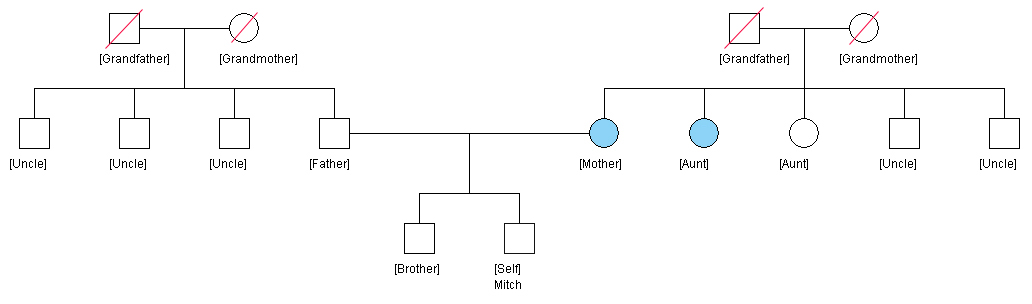 [Grandfather] [Grandmother] [Grandfather] [Grandmother]
[Uncle] [Uncle] [Uncle] [Father] [Mother] [Aunt] [Aunt] [Uncle] [Uncle]
[Brother] [Self]
Mitch